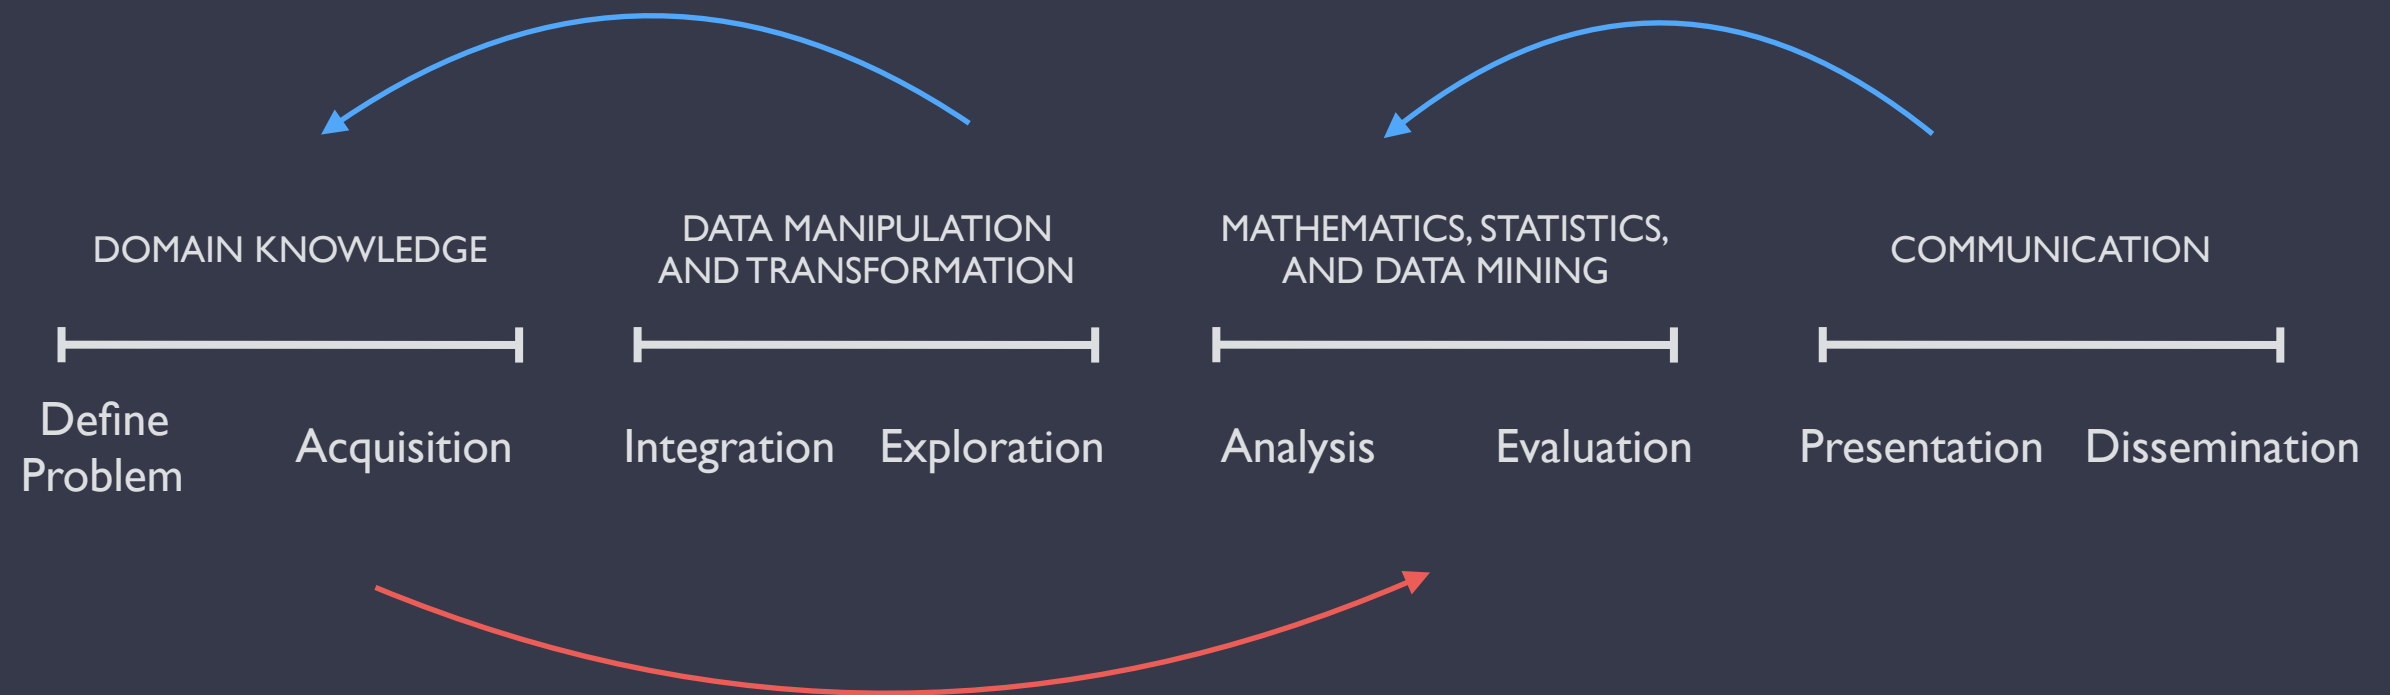 DOMAIN KNOWLEDGE
DATA MANIPULATION
AND TRANSFORMATION
MATHEMATICS, STATISTICS,
AND DATA MINING
COMMUNICATION
Define
Problem
Acquisition
Integration
Exploration
Analysis
Evaluation
Presentation
Dissemination